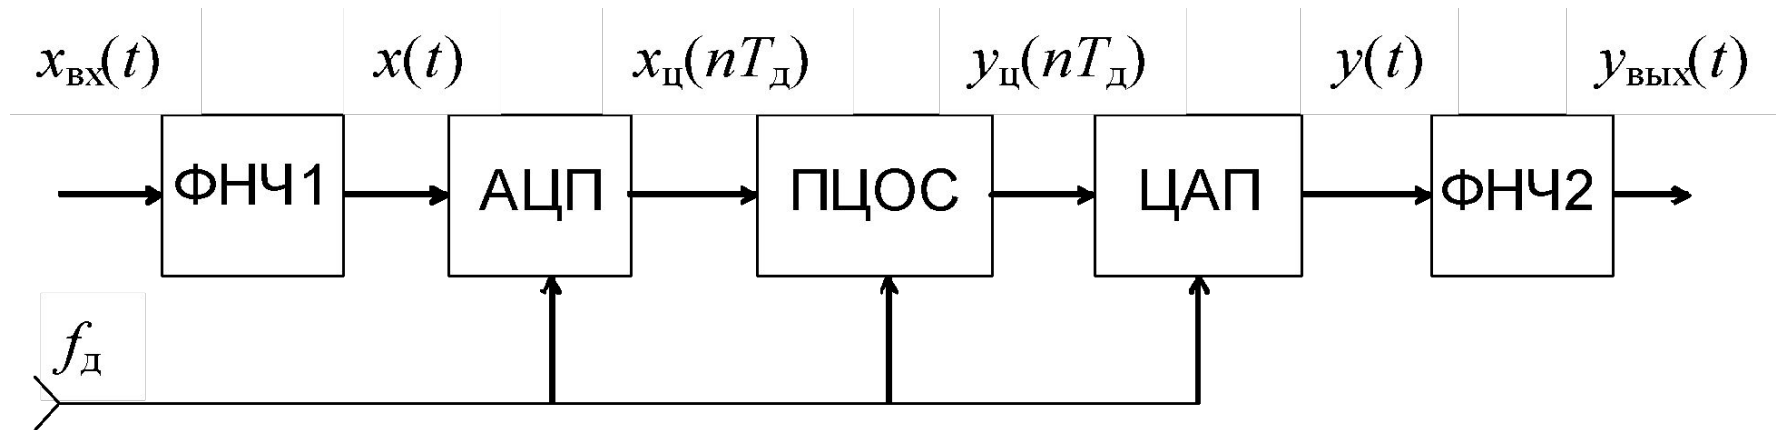 xвх(t) x(t) xц(nTд) yц(nTд) y(t) yвых(t)
ФНЧ1 АЦП ПЦОС ЦАП ФНЧ2
fд